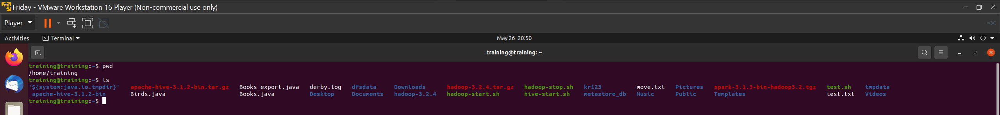 Friday - VMware Workstation 16 Player (Non-commercial use only)
Player
Activities Terminal May 26 20:50
training@training: ~
training@training:~$ pwd
/home/training
training@training:~$ ls
'${system:java.io.tmpdir}' apache-hive-3.1.2-bin.tar.gz Books_export.java derby.log dfsdata Downloads hadoop-3.2.4.tar.gz hadoop-stop.sh kr123 move.txt Pictures spark-3.1.3-bin-hadoop3.2.tgz test.sh tmpdata
apache-hive-3.1.2-bin Birds.java Books.java Desktop Documents hadoop-3.2.4 hadoop-start.sh hive-start.sh metastore_db Music Public Templates test.txt Videos
training@training:~$